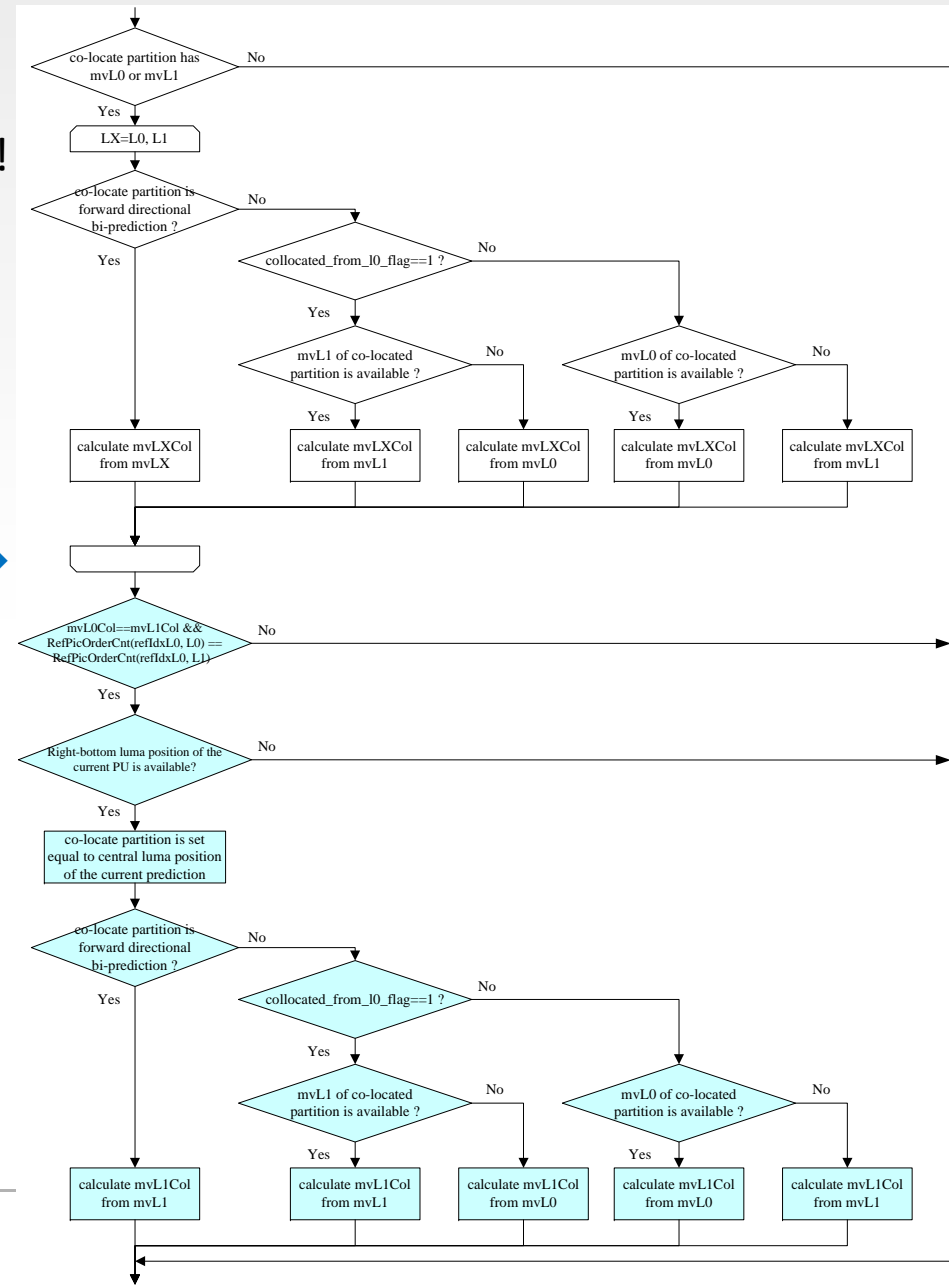 co-locate partition has
mvL0 or mvL1
No
Yes
!
LX=L0, L1
co-locate partition is
forward directional
bi-prediction ?
No
Yes
collocated_from_l0_flag==1 ?
No
Yes
mvL1 of co-located
partition is available ?
No
Yes
mvL0 of co-located
partition is available ?
No
Yes
calculate mvLXCol
from mvLX
calculate mvLXCol
from mvL1
calculate mvLXCol
from mvL0
calculate mvLXCol
from mvL0
calculate mvLXCol
from mvL1
mvL0Col==mvL1Col &&
RefPicOrderCnt(refIdxL0, L0) ==
RefPicOrderCnt(refIdxL0, L1)
No
Yes
Right-bottom luma position of the
current PU is available?
No
Yes
co-locate partition is set
equal to central luma position
of the current prediction
co-locate partition is
forward directional
bi-prediction ?
No
Yes
collocated_from_l0_flag==1 ?
No
Yes
mvL1 of co-located
partition is available ?
No
Yes
mvL0 of co-located
partition is available ?
No
Yes
calculate mvL1Col
from mvL1
calculate mvL1Col
from mvL1
calculate mvL1Col
from mvL0
calculate mvL1Col
from mvL0
calculate mvL1Col
from mvL1